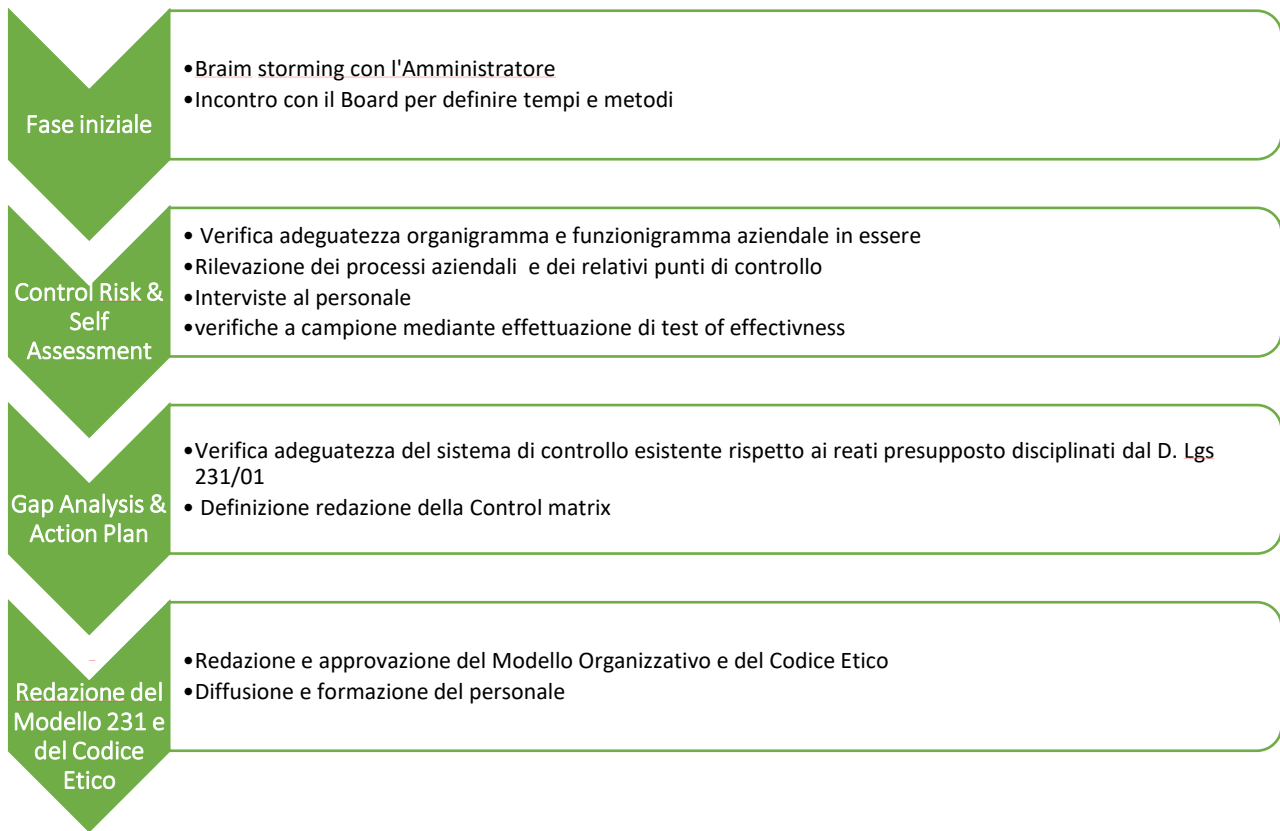 Fase iniziale
•Braim storming con l'Amministratore
•Incontro con il Board per definire tempi e metodi
Control Risk &
Self
Assessment
• Verifica adeguatezza organigramma e funzionigramma aziendale in essere
•Rilevazione dei processi aziendali  e dei relativi punti di controllo
•Interviste al personale
•verifiche a campione mediante effettuazione di test of effectivness
Gap Analysis &
Action Plan
•Verifica adeguatezza del sistema di controllo esistente rispetto ai reati presupposto disciplinati dal D. Lgs
231/01
• Definizione redazione della Control matrix
Redazione del
Modello 231 e
del Codice
Etico
•Redazione e approvazione del Modello Organizzativo e del Codice Etico
•Diffusione e formazione del personale